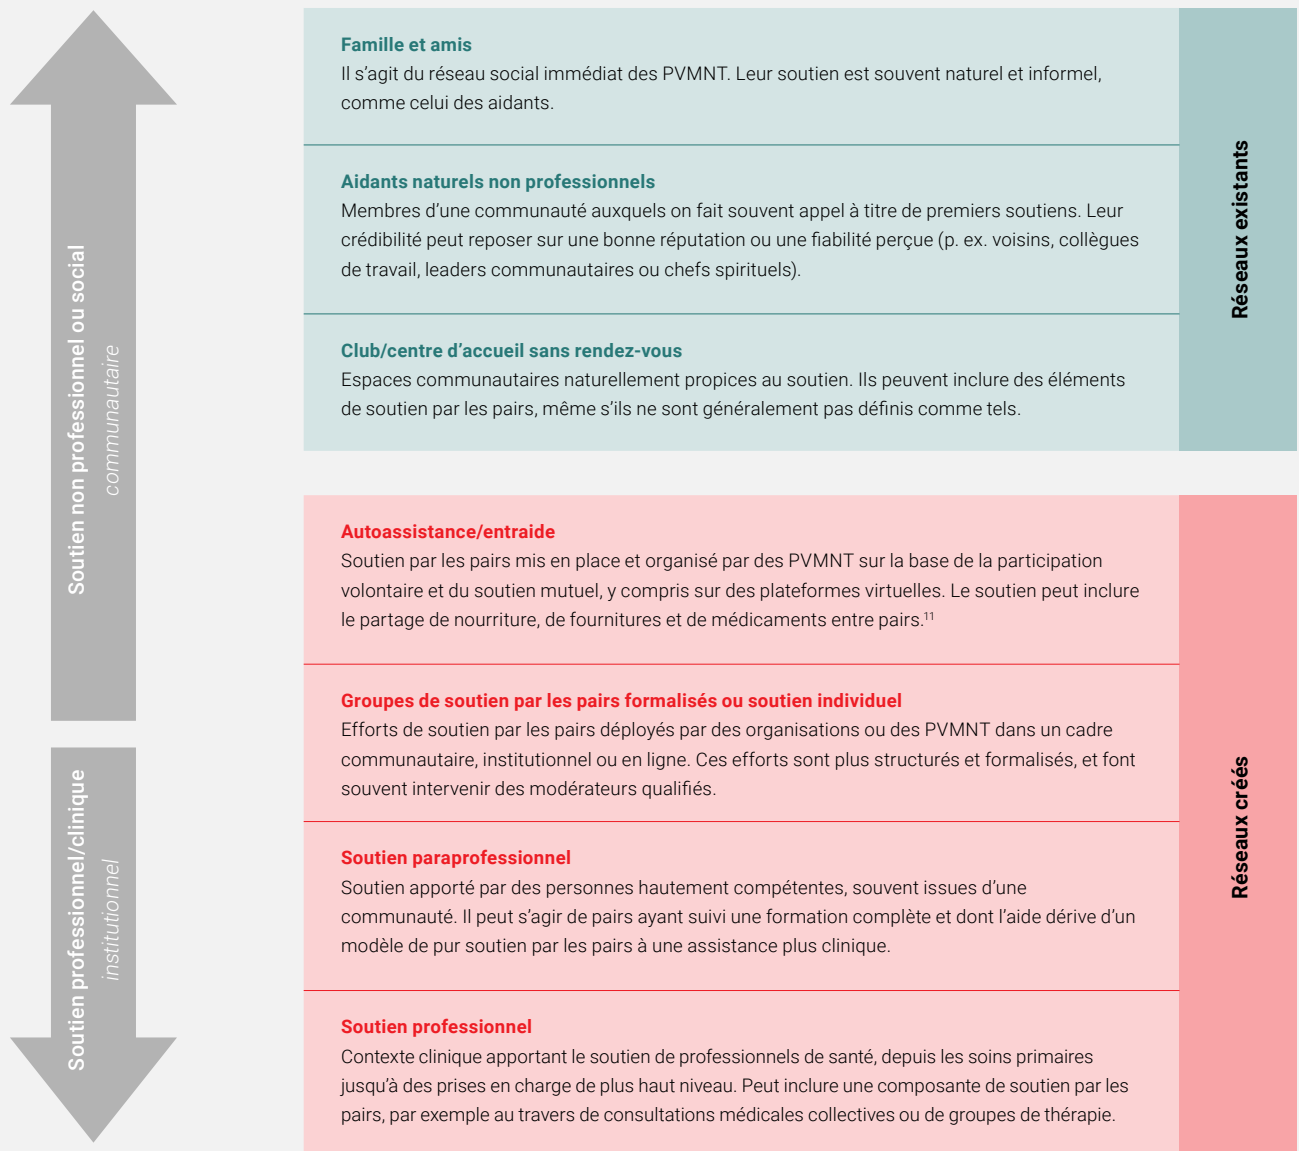 Soutien non professionnel ou social
communautaire
Soutien professionnel/clinique
institutionnel
Famille et amis
Il s’agit du réseau social immédiat des PVMNT. Leur soutien est souvent naturel et informel,
comme celui des aidants.
Aidants naturels non professionnels
Membres d’une communauté auxquels on fait souvent appel à titre de premiers soutiens. Leur
crédibilité peut reposer sur une bonne réputation ou une fiabilité perçue (p. ex. voisins, collègues
de travail, leaders communautaires ou chefs spirituels).
Club/centre d’accueil sans rendez-vous
Espaces communautaires naturellement propices au soutien. Ils peuvent inclure des éléments
de soutien par les pairs, même s’ils ne sont généralement pas définis comme tels.
Réseaux existants
Autoassistance/entraide
Soutien par les pairs mis en place et organisé par des PVMNT sur la base de la participation
volontaire et du soutien mutuel, y compris sur des plateformes virtuelles. Le soutien peut inclure
le partage de nourriture, de fournitures et de médicaments entre pairs.¹¹
Groupes de soutien par les pairs formalisés ou soutien individuel
Efforts de soutien par les pairs déployés par des organisations ou des PVMNT dans un cadre
communautaire, institutionnel ou en ligne. Ces efforts sont plus structurés et formalisés, et font
souvent intervenir des modérateurs qualifiés.
Soutien paraprofessionnel
Soutien apporté par des personnes hautement compétentes, souvent issues d’une
communauté. Il peut s’agir de pairs ayant suivi une formation complète et dont l’aide dérive d’un
modèle de pur soutien par les pairs à une assistance plus clinique.
Soutien professionnel
Contexte clinique apportant le soutien de professionnels de santé, depuis les soins primaires
jusqu’à des prises en charge de plus haut niveau. Peut inclure une composante de soutien par les
pairs, par exemple au travers de consultations médicales collectives ou de groupes de thérapie.
Réseaux créés